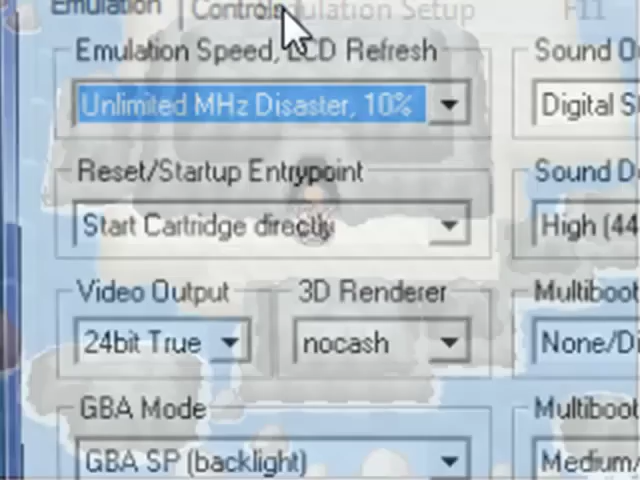 Emulation Controls Emulation Setup F11
Emulation Speed, LCD Refresh
Sound O
Unlimited MHz Disaster, 10%
Digital S
Reset/Startup Entrypoint
Sound D
Start Cartridge directly
High (44
Video Output
3D Renderer
Multiboot
24bit True
nocash
None/Di
GBA Mode
Multiboot
GBA SP (backlight)
Medium/